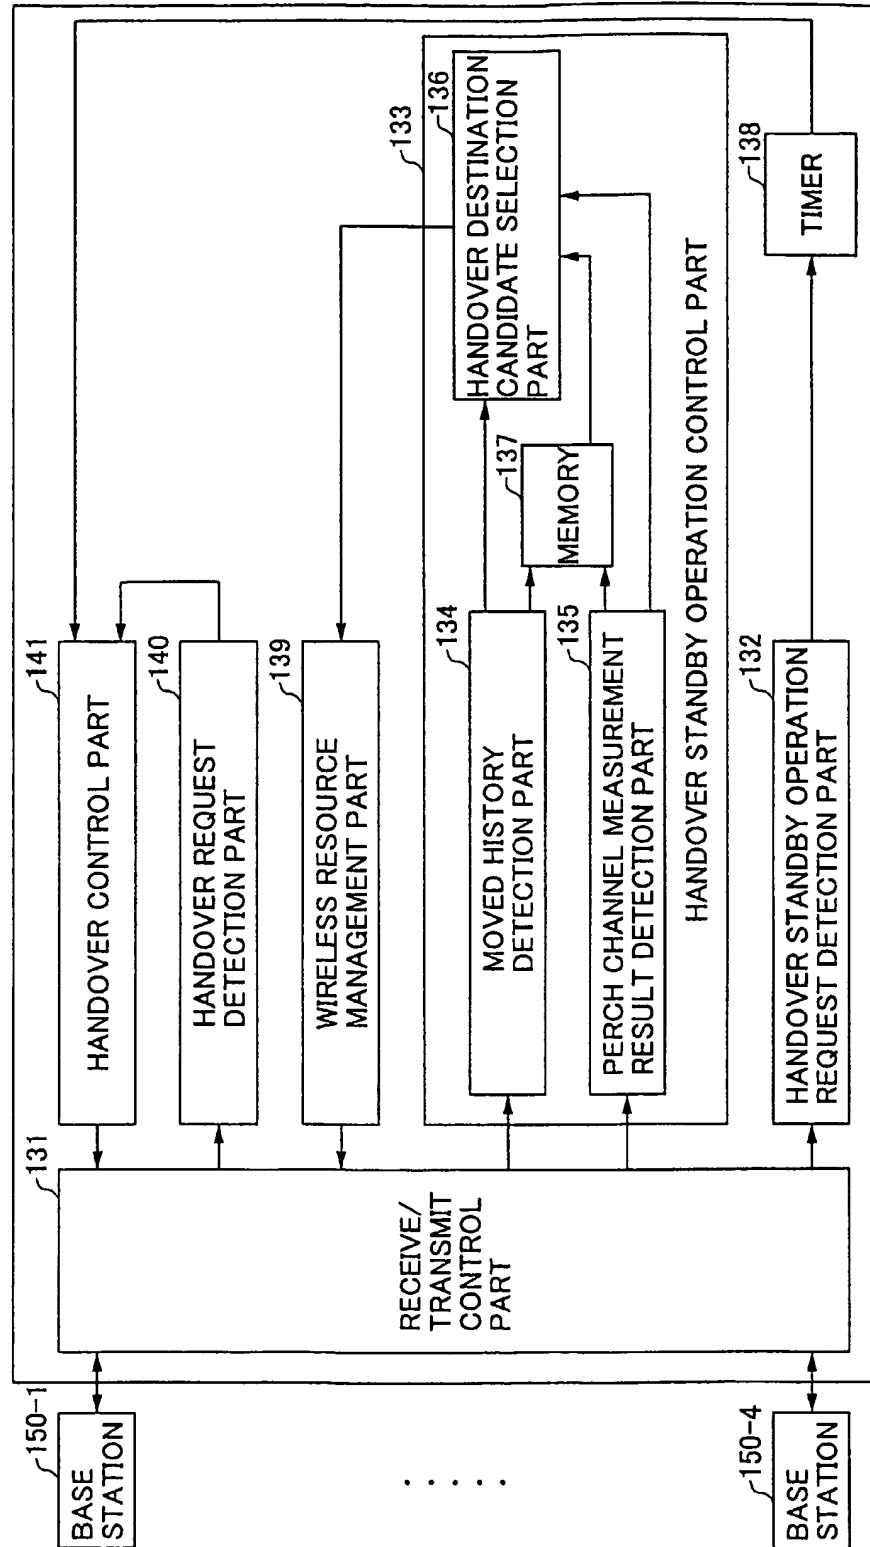 150-1
BASE
STATION
. . . . .
150-4
BASE
STATION
131
RECEIVE/
TRANSMIT
CONTROL
PART
141
HANDOVER CONTROL PART
140
HANDOVER REQUEST
DETECTION PART
139
WIRELESS RESOURCE
MANAGEMENT PART
133
134
MOVED HISTORY
DETECTION PART
135
PERCH CHANNEL MEASUREMENT
RESULT DETECTION PART
137
MEMORY
136
HANDOVER DESTINATION
CANDIDATE SELECTION
PART
HANDOVER STANDBY OPERATION CONTROL PART
132
HANDOVER STANDBY OPERATION
REQUEST DETECTION PART
138
TIMER